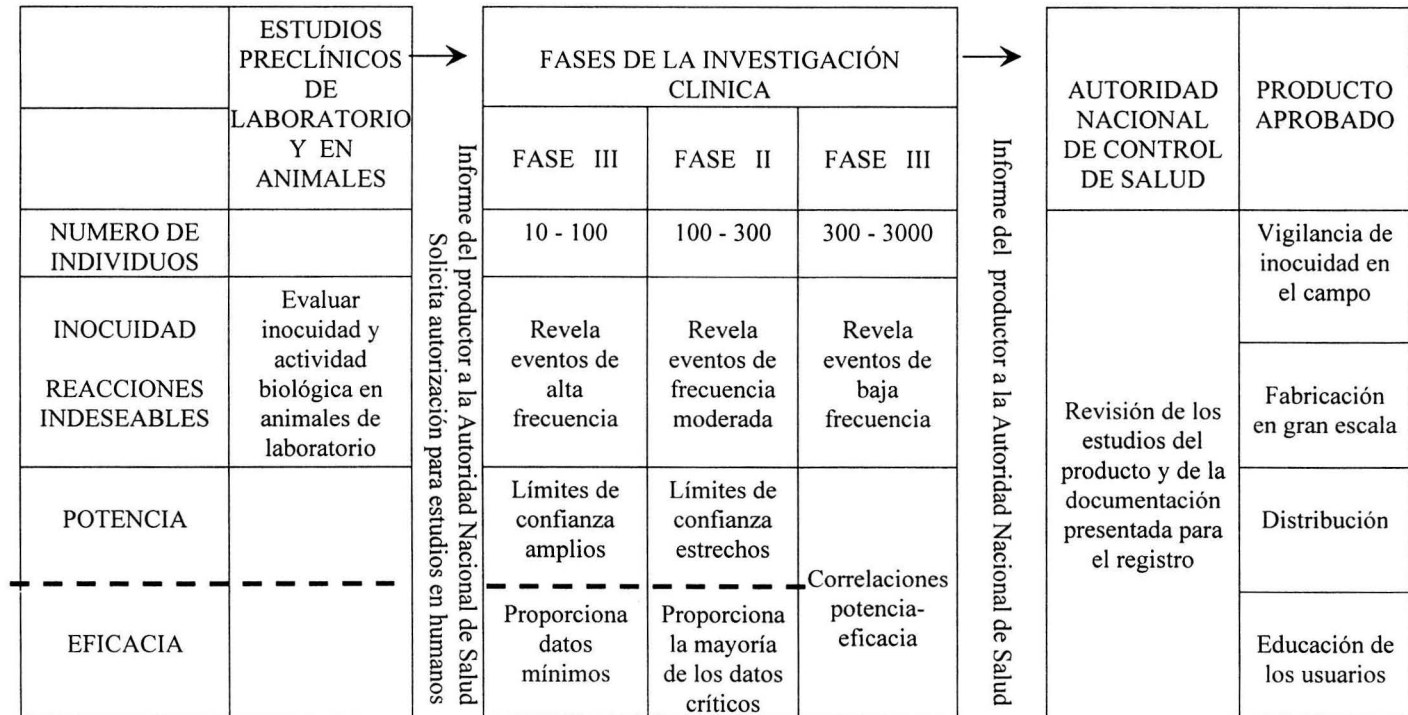 ESTUDIOS
PRECLÍNICOS
DE
LABORATORIO
Y EN
ANIMALES
Informe del productor a la Autoridad Nacional de Salud
Solicita autorización para estudios en humanos
FASES DE LA INVESTIGACIÓN
CLINICA
FASE III
FASE II
FASE III
Informe del productor a la Autoridad Nacional de Salud
AUTORIDAD
NACIONAL
DE CONTROL
DE SALUD
PRODUCTO
APROBADO
NUMERO DE
INDIVIDUOS
10 - 100
100 - 300
300 - 3000
INOCUIDAD
REACCIONES
INDESEABLES
Evaluar
inocuidad y
actividad
biológica en
animales de
laboratorio
Revela
eventos de
alta
frecuencia
Revela
eventos de
frecuencia
moderada
Revela
eventos de
baja
frecuencia
POTENCIA
Límites de
confianza
amplios
Límites de
confianza
estrechos
Correlaciones
potencia-
eficacia
EFICACIA
Proporciona
datos
mínimos
Proporciona
la mayoría
de los datos
críticos
Revisión de los
estudios del
producto y de la
documentación
presentada para
el registro
Vigilancia de
inocuidad en
el campo
Fabricación
en gran escala
Distribución
Educación de
los usuarios